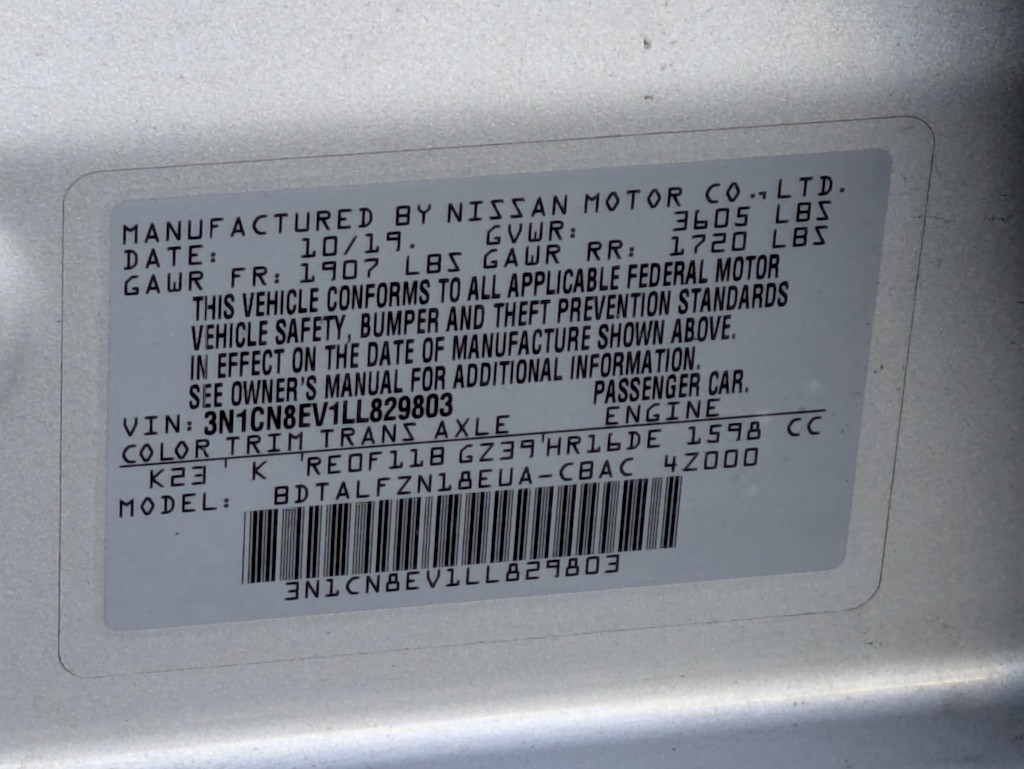 MANUFACTURED BY NISSAN MOTOR CO., LTD.
DATE: 10/19. GVWR: 3605 LBS
GAWR FR: 1907 LBS GAWR RR: 1720 LBS
THIS VEHICLE CONFORMS TO ALL APPLICABLE FEDERAL MOTOR
VEHICLE SAFETY, BUMPER AND THEFT PREVENTION STANDARDS
IN EFFECT ON THE DATE OF MANUFACTURE SHOWN ABOVE.
SEE OWNER'S MANUAL FOR ADDITIONAL INFORMATION.
VIN: 3N1CN8EV1LL829803 PASSENGER CAR.
COLOR TRIM TRANS AXLE ENGINE
K23 ' K ' RE0F11B GZ39 ' HR16DE 1598 CC
MODEL: BDTALFZN18EUA-CBAC 4Z000
3N1CN8EV1LL829803